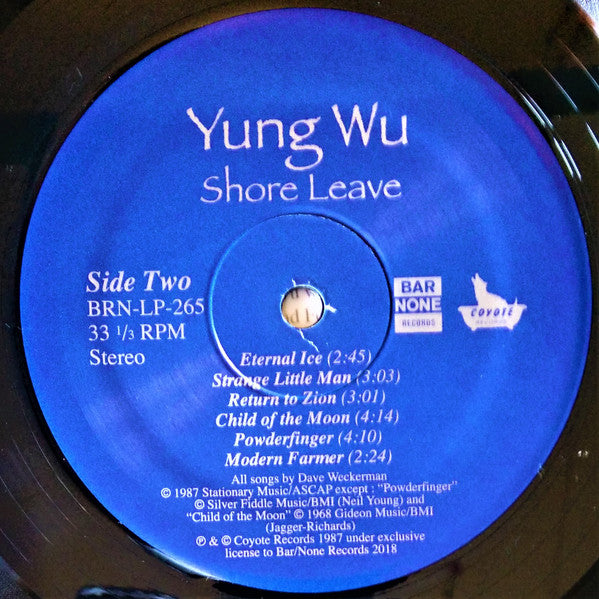 Yung Wu
Shore Leave
Side Two
BRN-LP-265
33 1/3 RPM
Stereo
BAR
NONE
RECORDS
COYOTE
RECORDS
Eternal Ice (2:45)
Strange Little Man (3:03)
Return to Zion (3:01)
Child of the Moon (4:14)
Powderfinger (4:10)
Modern Farmer (2:24)
All songs by Dave Weckerman
© 1987 Stationary Music/ASCAP except : "Powderfinger"
© Silver Fiddle Music/BMI (Neil Young) and
“Child of the Moon” © 1968 Gideon Music/BMI
(Jagger-Richards)
℗ & © Coyote Records 1987 under exclusive
license to Bar/None Records 2018